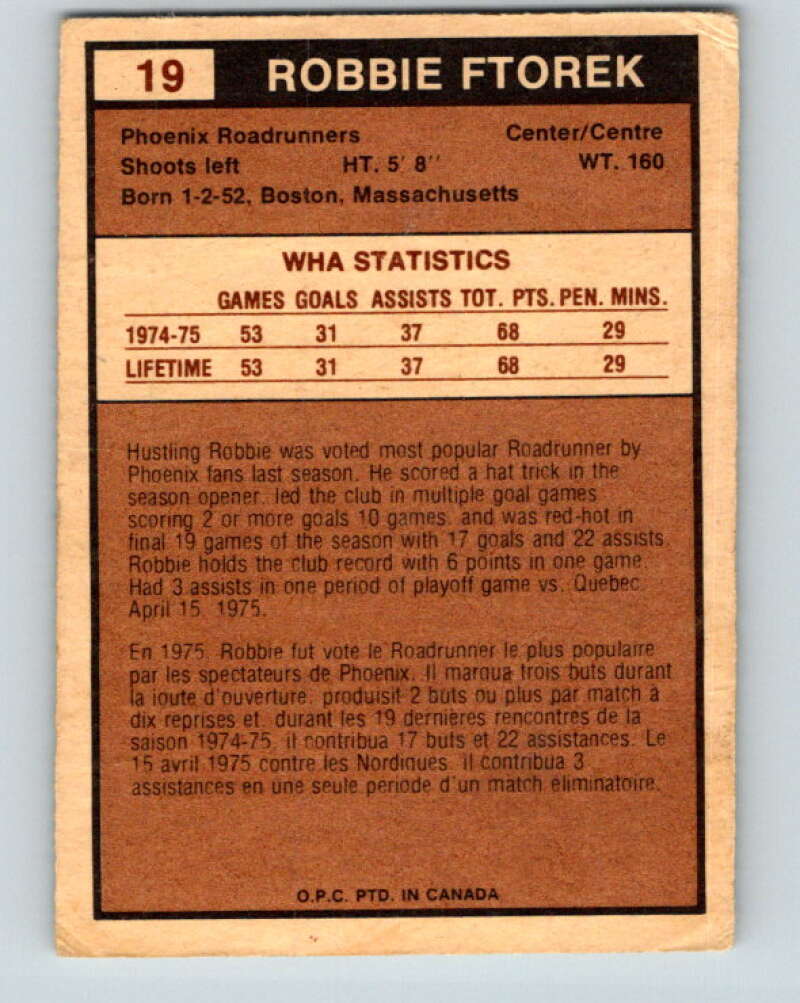 19 ROBBIE FTOREK
Phoenix Roadrunners Center/Centre
Shoots left HT. 5' 8'' WT. 160
Born 1-2-52, Boston, Massachusetts
WHA STATISTICS
GAMES GOALS ASSISTS TOT. PTS. PEN. MINS.
1974-75 53 31 37 68 29
LIFETIME 53 31 37 68 29
Hustling Robbie was voted most popular Roadrunner by
Phoenix fans last season. He scored a hat trick in the
season opener, led the club in multiple goal games
scoring 2 or more goals 10 games, and was red-hot in
final 19 games of the season with 17 goals and 22 assists.
Robbie holds the club record with 6 points in one game.
Had 3 assists in one period of playoff game vs. Quebec,
April 15, 1975.
En 1975, Robbie fut voté le Roadrunner le plus populaire
par les spectateurs de Phoenix. Il marqua trois buts durant
la joute d'ouverture, produisit 2 buts ou plus par match à
dix reprises et, durant les 19 dernières rencontres de la
saison 1974-75, il contribua 17 buts et 22 assistances. Le
15 avril 1975 contre les Nordiques, il contribua 3
assistances en une seule période d'un match éliminatoire.
O.P.C. PTD. IN CANADA